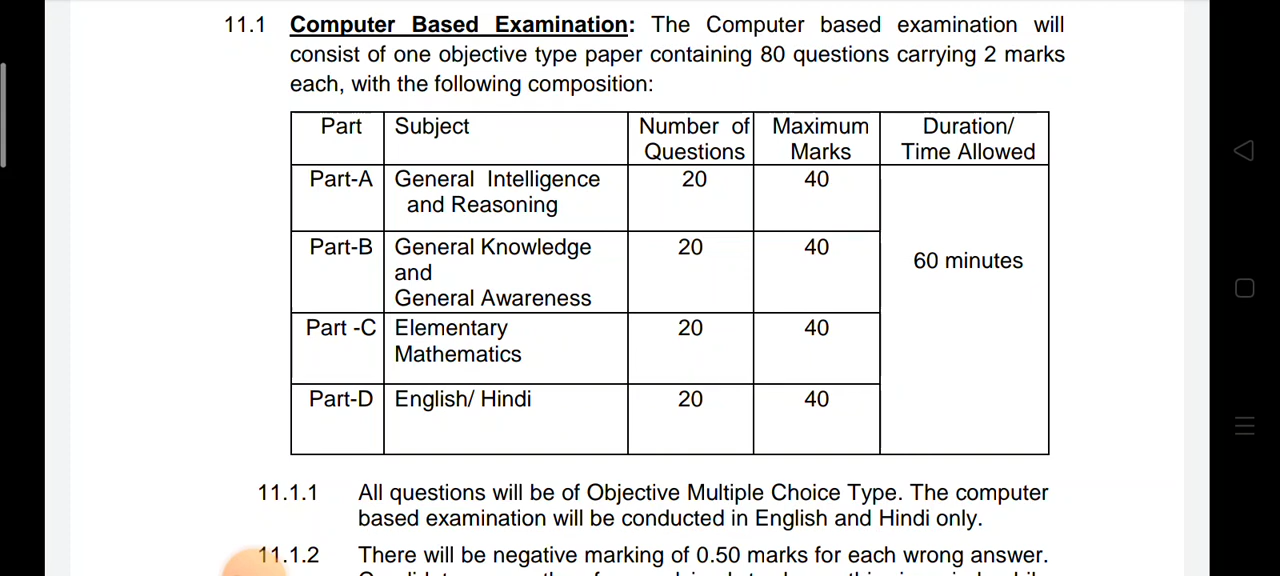 11.1 Computer Based Examination: The Computer based examination will
consist of one objective type paper containing 80 questions carrying 2 marks
each, with the following composition:
Part Subject Number of Questions Maximum Marks Duration/ Time Allowed
Part-A General Intelligence and Reasoning 20 40 60 minutes
Part-B General Knowledge and General Awareness 20 40
Part -C Elementary Mathematics 20 40
Part-D English/ Hindi 20 40
11.1.1 All questions will be of Objective Multiple Choice Type. The computer
based examination will be conducted in English and Hindi only.
11.1.2 There will be negative marking of 0.50 marks for each wrong answer.